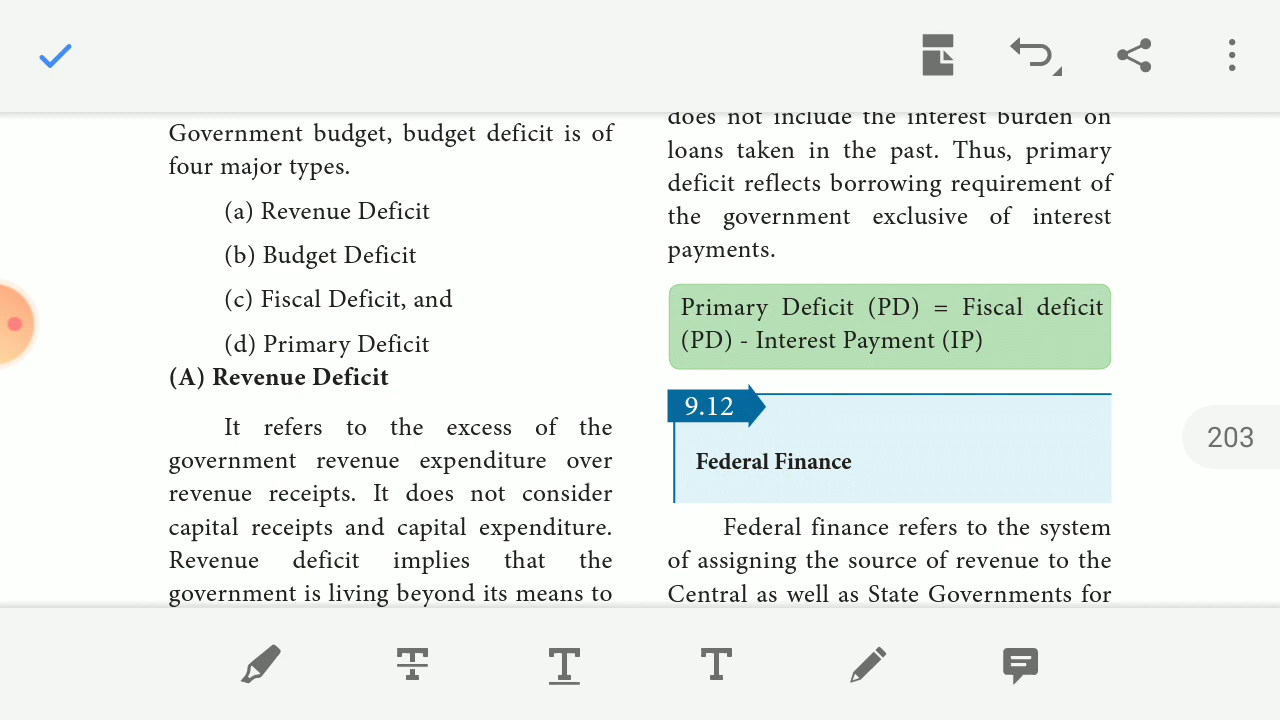 Government budget, budget deficit is of
four major types.
(a) Revenue Deficit
(b) Budget Deficit
(c) Fiscal Deficit, and
(d) Primary Deficit
(A) Revenue Deficit
It refers to the excess of the
government revenue expenditure over
revenue receipts. It does not consider
capital receipts and capital expenditure.
Revenue deficit implies that the
government is living beyond its means to
does not include the interest burden on
loans taken in the past. Thus, primary
deficit reflects borrowing requirement of
the government exclusive of interest
payments.
Primary Deficit (PD) = Fiscal deficit
(PD) - Interest Payment (IP)
9.12
Federal Finance
Federal finance refers to the system
of assigning the source of revenue to the
Central as well as State Governments for
203